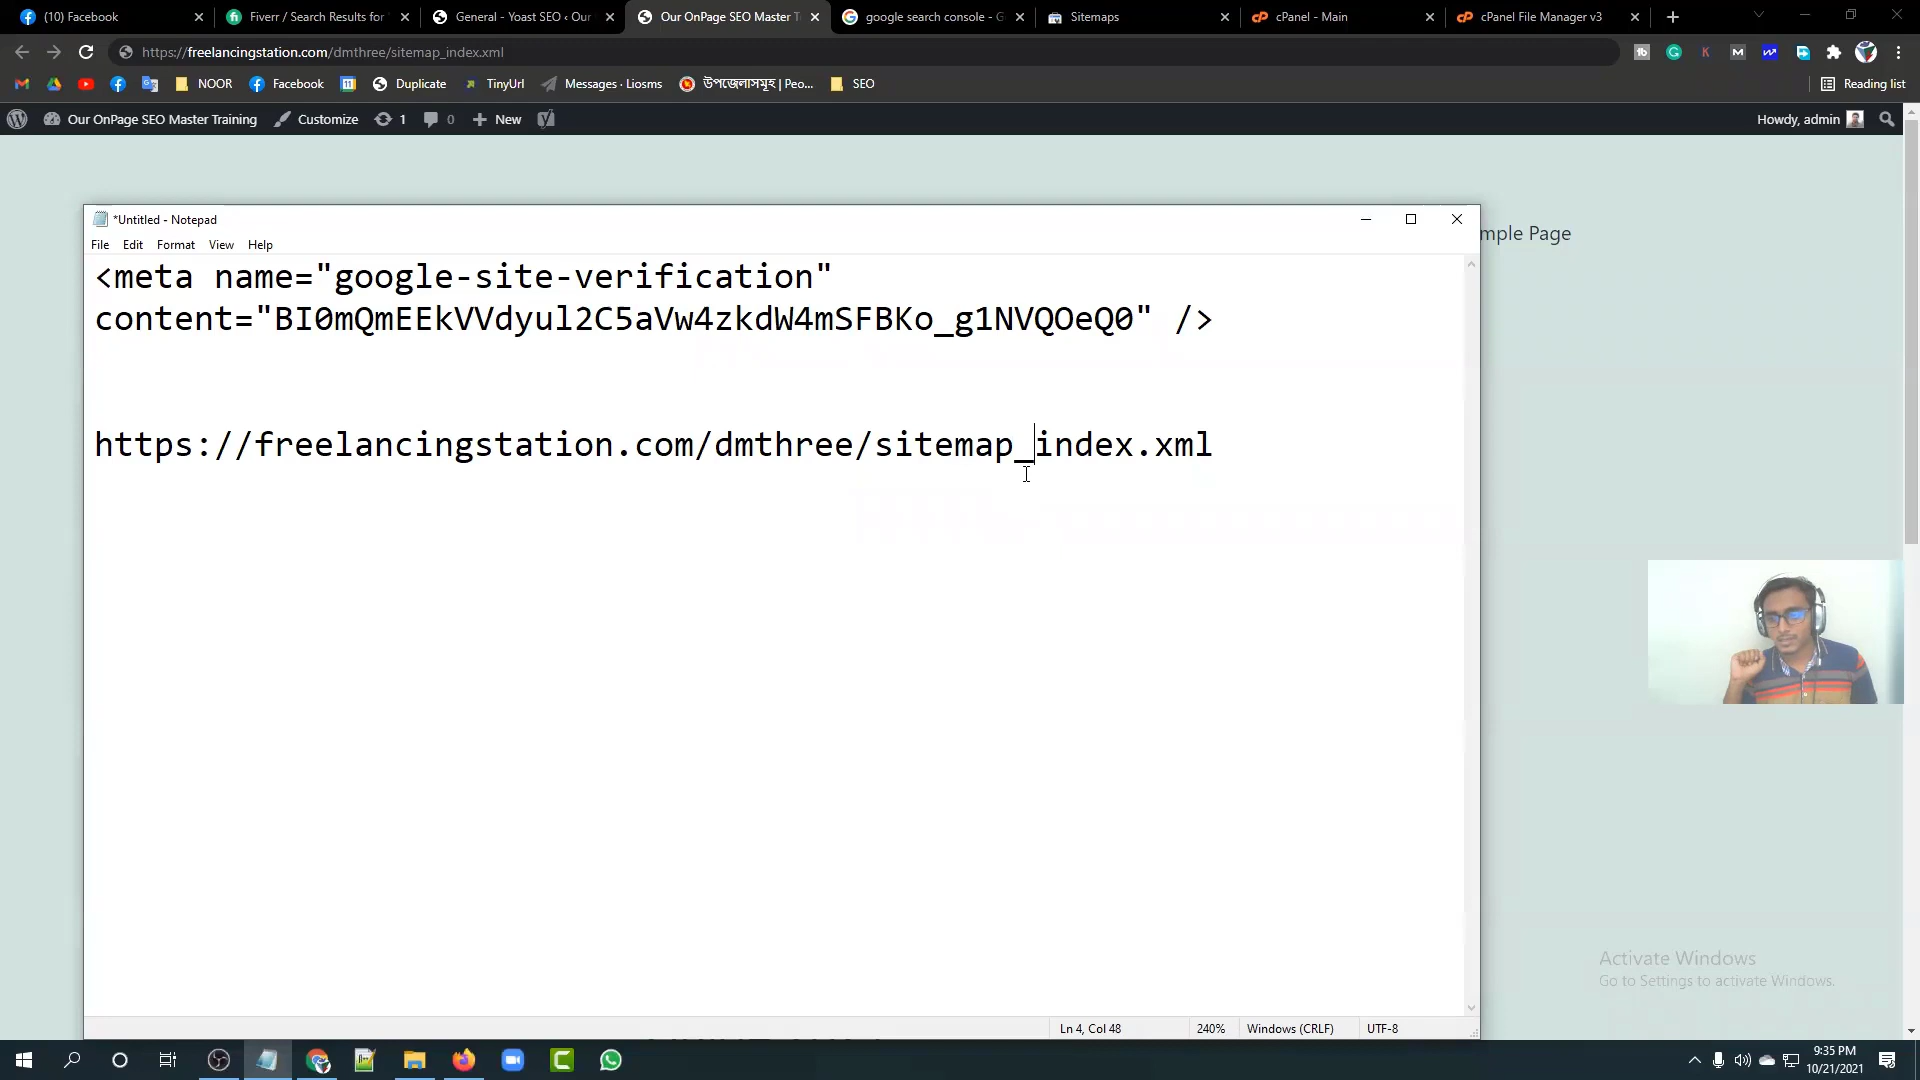 (10) Facebook
Fiverr / Search Results for
General - Yoast SEO ‹ Our
Our OnPage SEO Master T
google search console - G
Sitemaps
cPanel - Main
cPanel File Manager v3
https://freelancingstation.com/dmthree/sitemap_index.xml
NOOR
Facebook
Duplicate
TinyUrl
Messages · Liosms
উপজেলাসমূহ | Peo...
SEO
Reading list
Our OnPage SEO Master Training
Customize
1
0
New
Howdy, admin
*Untitled - Notepad
mple Page
File Edit Format View Help
<meta name="google-site-verification"
content="BI0mQmEEkVVdyul2C5aVw4zkdW4mSFBKo_g1NVQOeQ0" />
https://freelancingstation.com/dmthree/sitemap_index.xml
Activate Windows
Go to Settings to activate Windows.
Ln 4, Col 48
240%
Windows (CRLF)
UTF-8
9:35 PM
10/21/2021